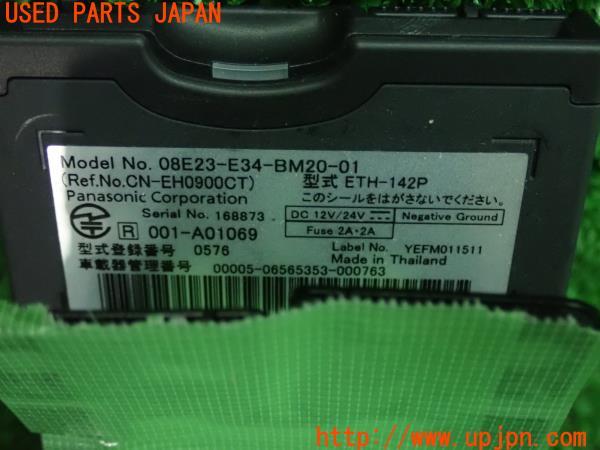 USED PARTS JAPAN
Model No. 08E23-E34-BM20-01
(Ref.No.CN-EH0900CT) 型式 ETH-142P
Panasonic Corporation このシールをはがさないでください。
Serial No. 168873 DC 12V/24V Negative Ground
R 001-A01069 Fuse 2A・2A
型式登録番号 0576 Label No. YEFM011511
車載器管理番号 Made in Thailand
00005-06565353-000763
UPJ http://www.upjpn.com/